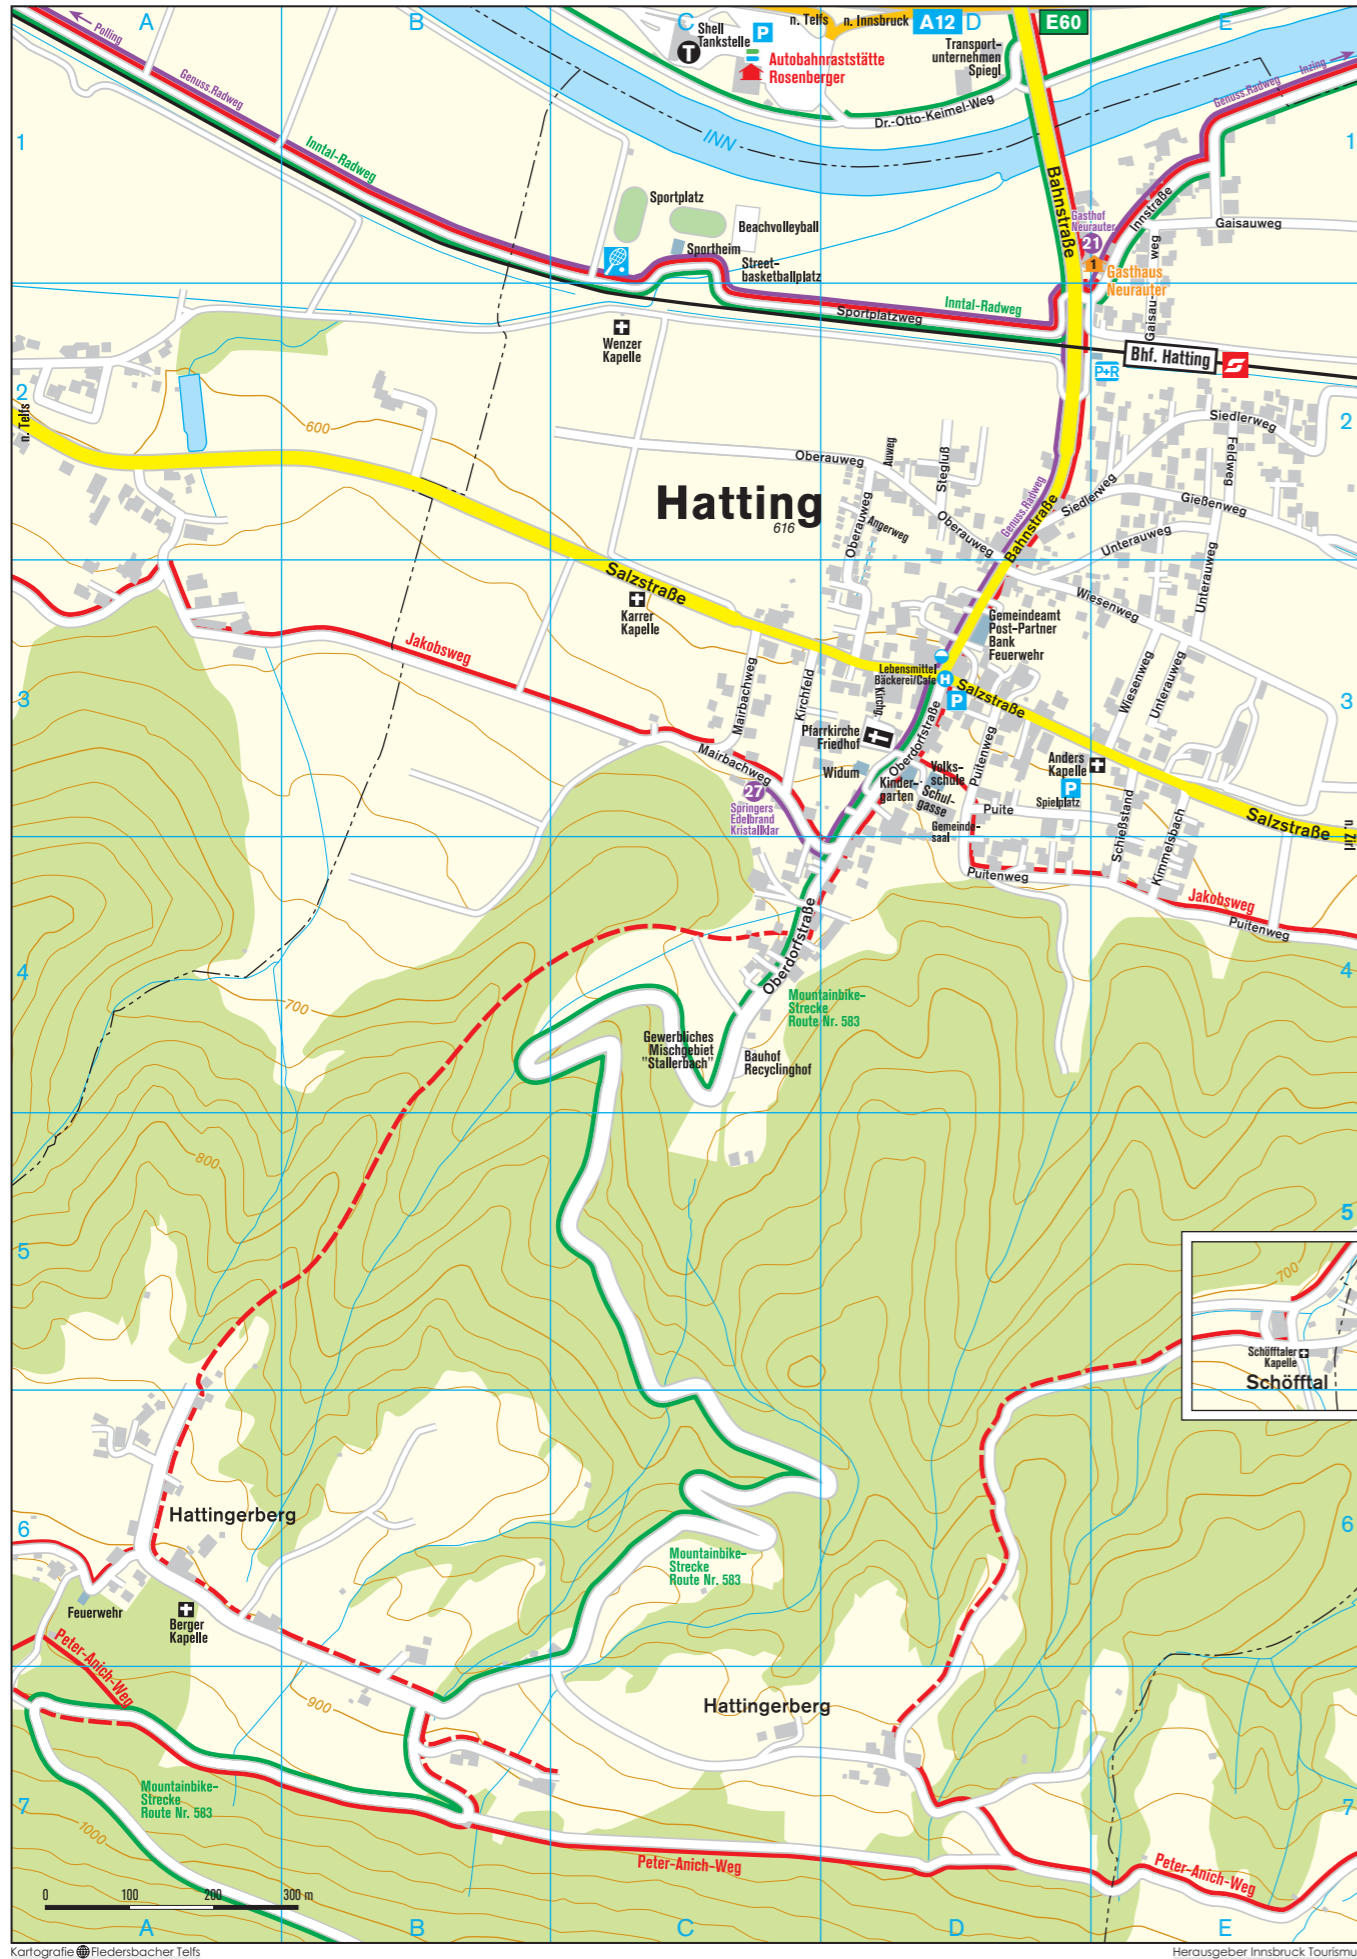 A
B
C
D
E
Polling
Genuss.Radweg
Inntal-Radweg
Shell
Tankstelle
T
P
Autobahnraststätte
Rosenberger
n. Telfs
n. Innsbruck
A12
E60
Transport-
unternehmen
Spiegl
Dr.-Otto-Keimel-Weg
INN
Genuss.Radweg
Inzing
1
1
Sportplatz
Beachvolleyball
Sportheim
Street-
basketballplatz
Bahnstraße
Gasthof
Neurauter
21
1
Gasthaus
Neurauter
Innstraße
Gaisauweg
Gaisau-
weg
Inntal-Radweg
Sportplatzweg
Wenzer
Kapelle
Bhf. Hatting
P+R
2
2
n. Telfs
600
Oberauweg
Auweg
Stegluß
Siedlerweg
Feldweg
Hatting
616
Oberauweg
Angerweg
Oberauweg
Genuss.Radweg
Bahnstraße
Siedlerweg
Gießenweg
Unterauweg
Unterauweg
Wiesenweg
Salzstraße
Karrer
Kapelle
Jakobsweg
Gemeindeamt
Post-Partner
Bank
Feuerwehr
Lebensmittel
Bäckerei/Cafe
H
P
Salzstraße
3
3
Mairbachweg
Kirchfeld
Kirchg
Wiesenweg
Unterauweg
Pfarrkirche
Friedhof
Oberdorfstraße
Mairbachweg
Widum
Kinder-
garten
Volks-
schule
Schul-
gasse
Puitenweg
Anders
Kapelle
P
Spielplatz
27
Springers
Edelbrand
Kristallklar
Puite
Gemeinde-
saal
Schießstand
Kimmelsbach
Salzstraße
n. Zirl
Puitenweg
Jakobsweg
Puitenweg
Oberdorfstraße
4
4
700
Mountainbike-
Strecke
Route Nr. 583
Gewerbliches
Mischgebiet
"Stallerbach"
Bauhof
Recyclinghof
800
5
5
700
Schöfftaler
Kapelle
Schöfftal
Hattingerberg
6
6
Mountainbike-
Strecke
Route Nr. 583
Feuerwehr
Berger
Kapelle
Peter-Anich-Weg
900
Hattingerberg
Mountainbike-
Strecke
Route Nr. 583
7
7
1000
Peter-Anich-Weg
Peter-Anich-Weg
0 100 200 300 m
A
B
C
D
E
Kartografie Fledersbacher Telfs
Herausgeber Innsbruck Tourismu